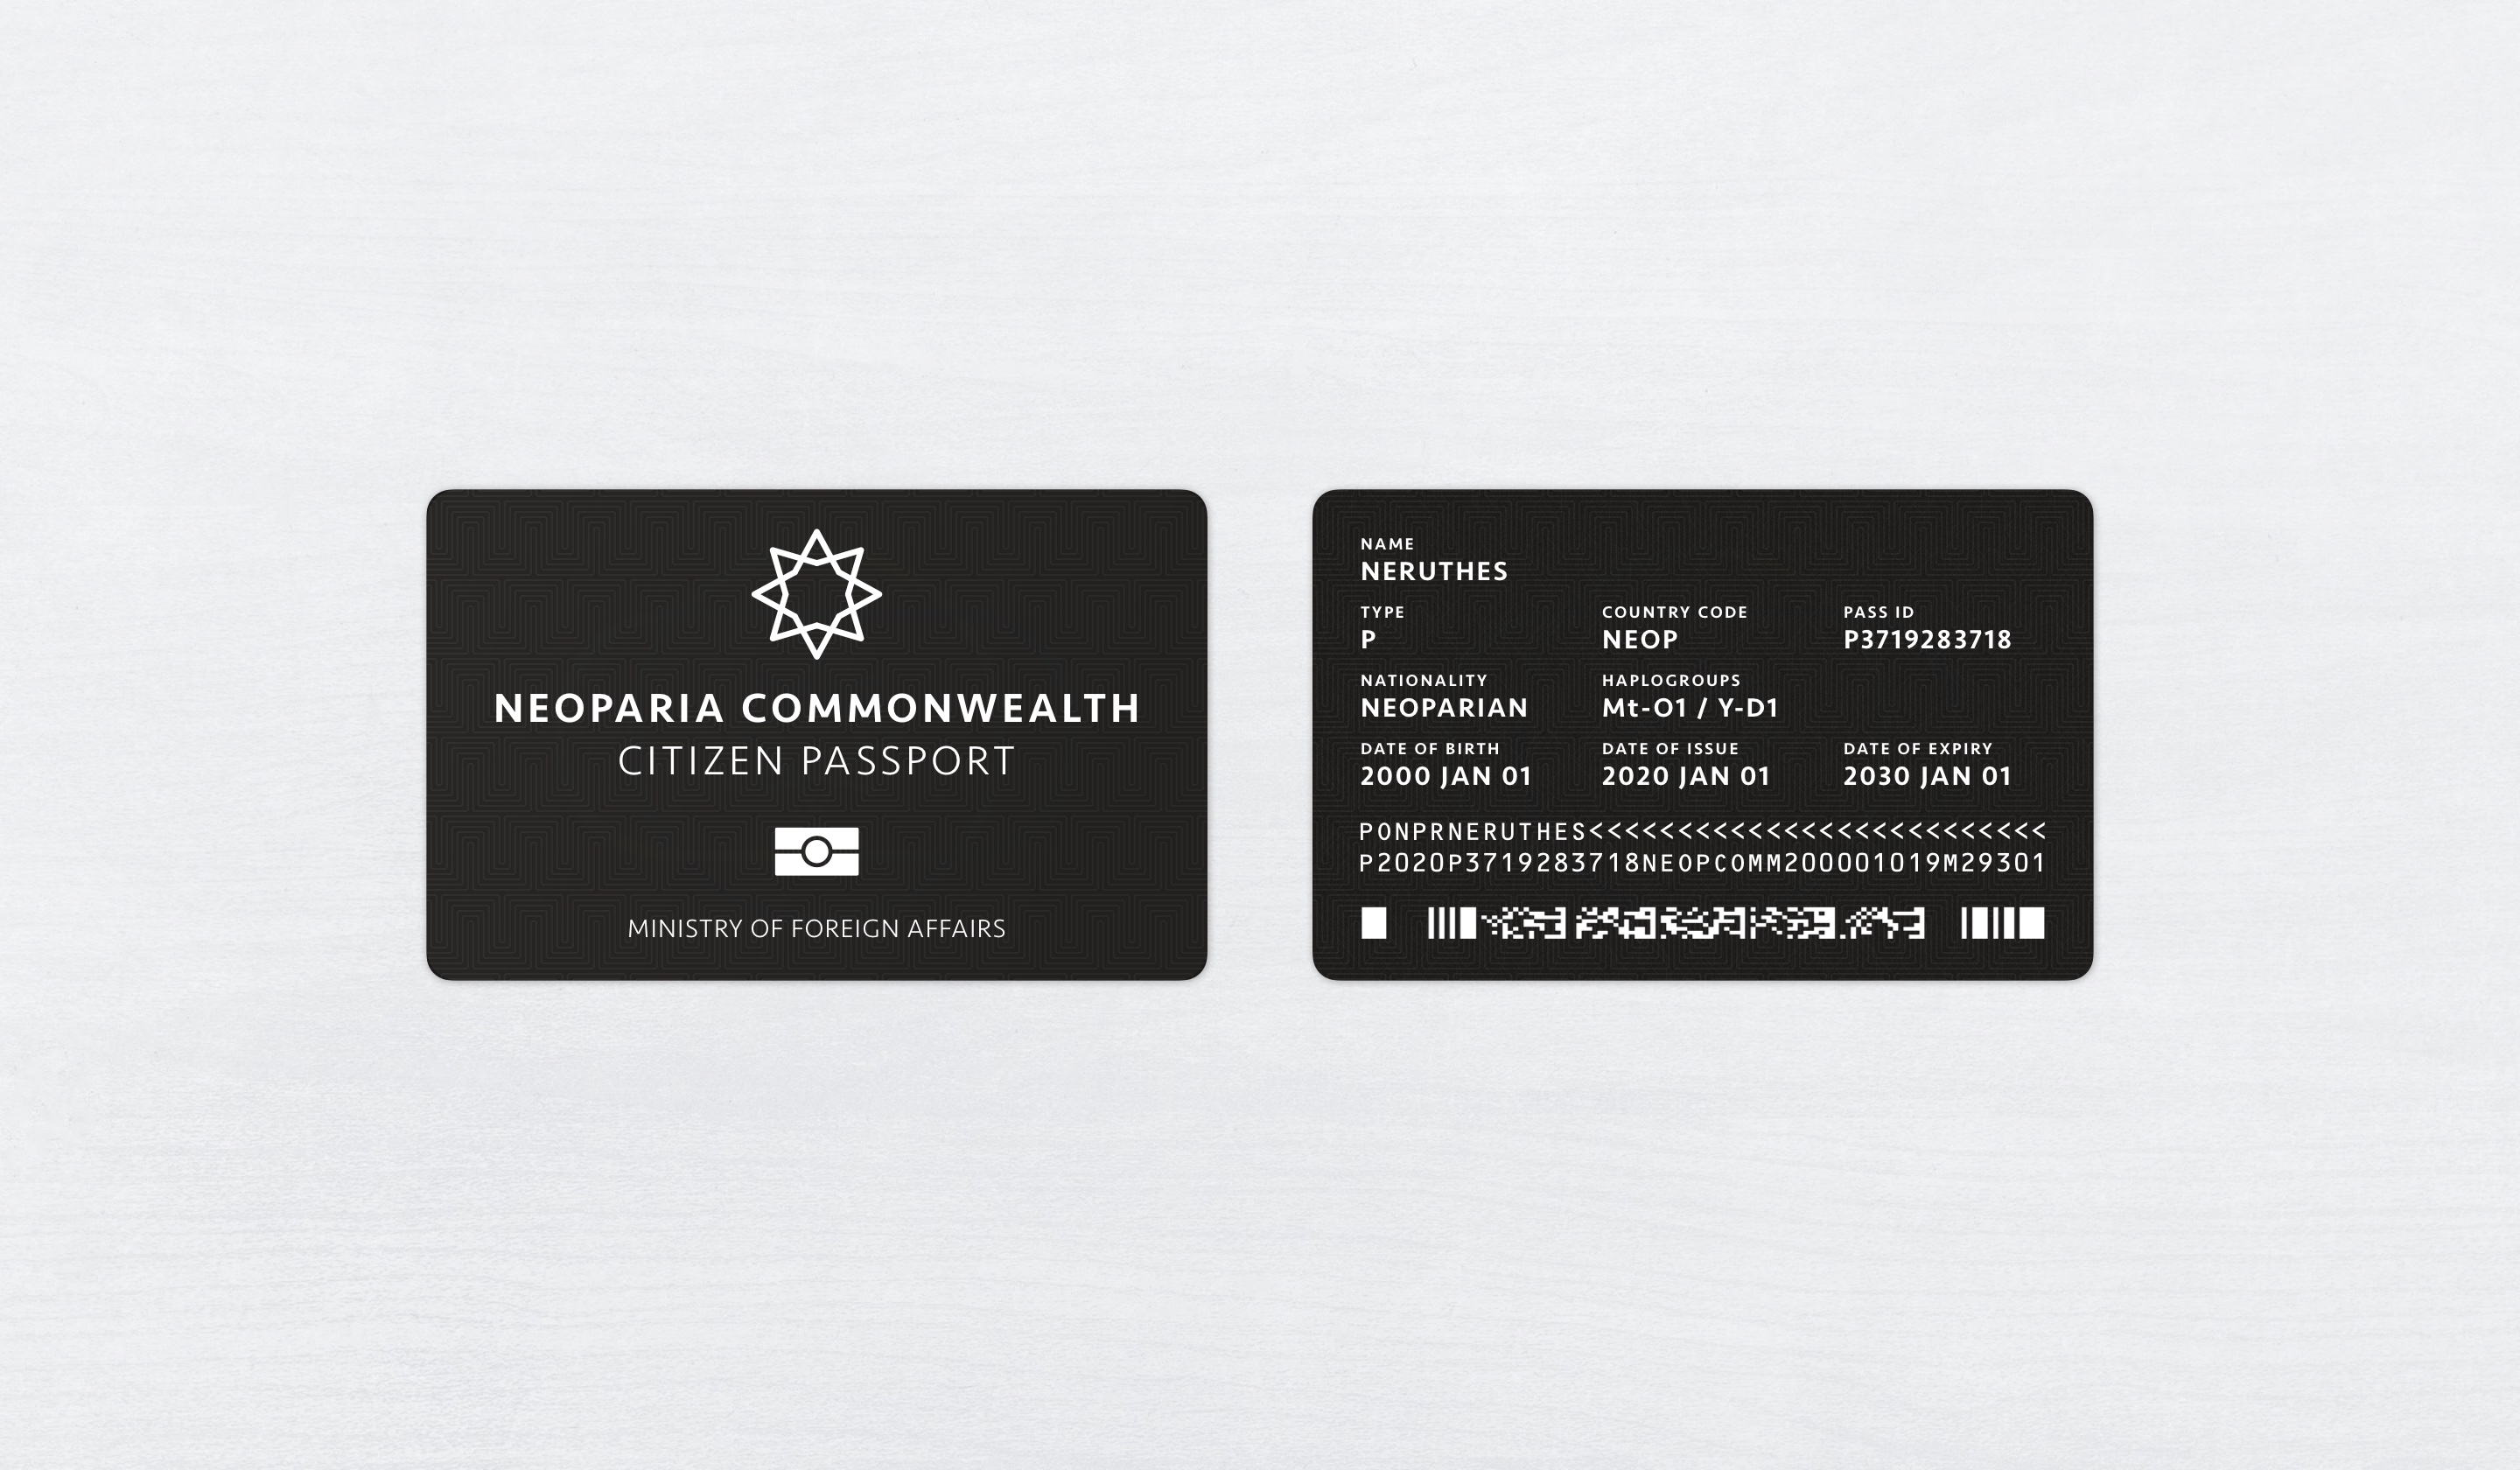 NEOPARIA COMMONWEALTH
CITIZEN PASSPORT
MINISTRY OF FOREIGN AFFAIRS
NAME
NERUTHES
TYPE COUNTRY CODE PASS ID
P NEOP P3719283718
NATIONALITY HAPLOGROUPS
NEOPARIAN Mt-O1 / Y-D1
DATE OF BIRTH DATE OF ISSUE DATE OF EXPIRY
2000 JAN 01 2020 JAN 01 2030 JAN 01
PONPRNERUTHES<<<<<<<<<<<<<<<<<<<<<<<<<<
P2020P3719283718NEOPCOMM200001019M29301